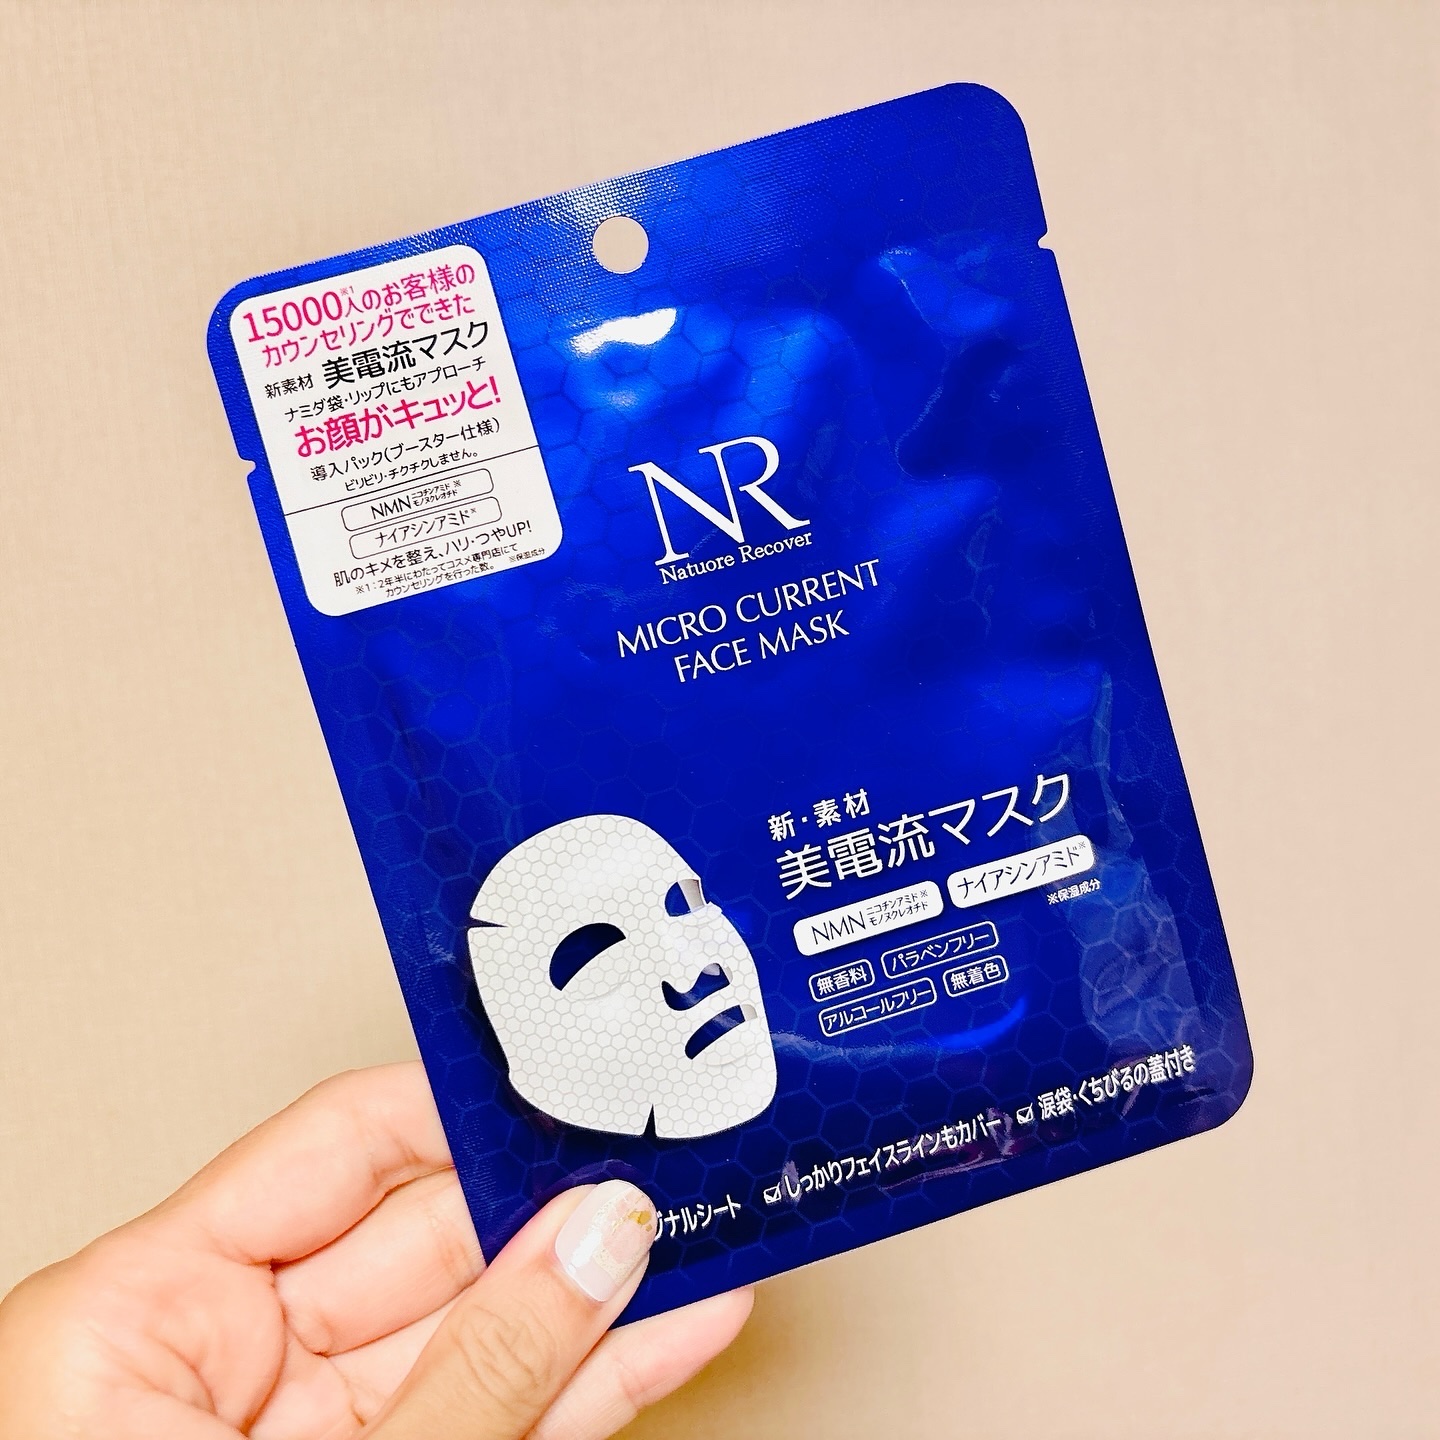 15000人※1のお客様の
カウンセリングでできた
新素材 美電流マスク
ナミダ袋・リップにもアプローチ
お顔がキュッと!
導入パック(ブースター仕様)
ピリピリ・チクチクしません。
NMN ニコチンアミド※
モノヌクレオチド
ナイアシンアミド※
肌のキメを整え、ハリ・つやUP!
※1:2年半にわたってコスメ専門店にて ※保湿成分
カウンセリングを行った数。
NR
Natuore Recover
MICRO CURRENT
FACE MASK
新・素材
美電流マスク
NMN ニコチンアミド※
モノヌクレオチド
ナイアシンアミド※
※保湿成分
無香料 パラベンフリー
アルコールフリー 無着色
ジナルシート ☑しっかりフェイスラインもカバー ☑涙袋・くちびるの蓋付き